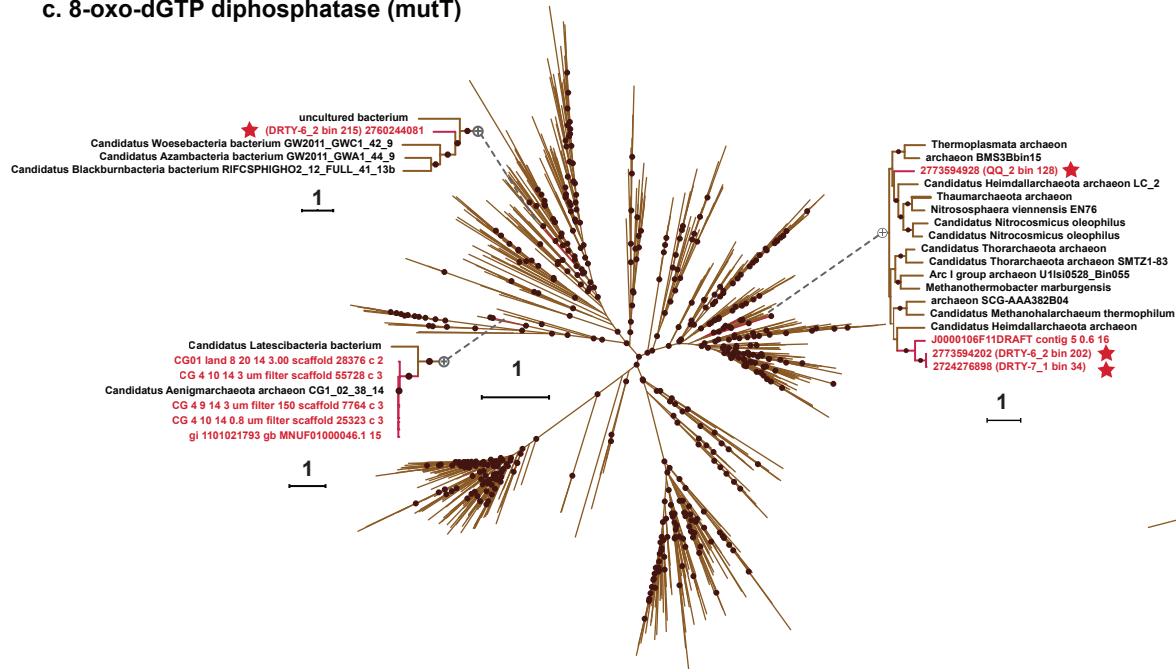 c. 8-oxo-dGTP diphosphatase (mutT)
uncultured bacterium
(DRTY-6_2 bin 215) 2760244081
Candidatus Woesebacteria bacterium GW2011_GWC1_42_9
Candidatus Azambacteria bacterium GW2011_GWA1_44_9
Candidatus Blackburnbacteria bacterium RIFCSPHIGHO2_12_FULL_41_13b
1
Thermoplasmata archaeon
archaeon BMS3Bbin15
2773594928 (QQ_2 bin 128)
Candidatus Heimdallarchaeota archaeon LC_2
Thaumarchaeota archaeon
Nitrososphaera viennensis EN76
Candidatus Nitrocosmicus oleophilus
Candidatus Nitrocosmicus oleophilus
Candidatus Thorarchaeota archaeon
Candidatus Thorarchaeota archaeon SMTZ1-83
Arc I group archaeon U1lsi0528_Bin055
Methanothermobacter marburgensis
archaeon SCG-AAA382B04
Candidatus Methanohalarchaeum thermophilum
Candidatus Heimdallarchaeota archaeon
J0000106F11DRAFT contig 5 0.6 16
2773594202 (DRTY-6_2 bin 202)
2724276898 (DRTY-7_1 bin 34)
1
Candidatus Latescibacteria bacterium
CG01 land 8 20 14 3.00 scaffold 28376 c 2
CG 4 10 14 3 um filter scaffold 55728 c 3
Candidatus Aenigmarchaeota archaeon CG1_02_38_14
CG 4 9 14 3 um filter 150 scaffold 7764 c 3
CG 4 10 14 0.8 um filter scaffold 25323 c 3
gi 1101021793 gb MNUF01000046.1 15
1
1